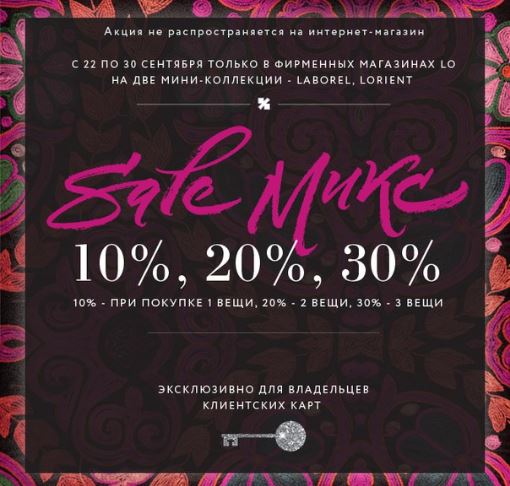 Акция не распространяется на интернет-магазин
С 22 ПО 30 СЕНТЯБРЯ ТОЛЬКО В ФИРМЕННЫХ МАГАЗИНАХ LO
НА ДВЕ МИНИ-КОЛЛЕКЦИИ - LABOREL, LORIENT
Sale Микс
10%, 20%, 30%
10% - ПРИ ПОКУПКЕ 1 ВЕЩИ, 20% - 2 ВЕЩИ, 30% - 3 ВЕЩИ
ЭКСКЛЮЗИВНО ДЛЯ ВЛАДЕЛЬЦЕВ
КЛИЕНТСКИХ КАРТ